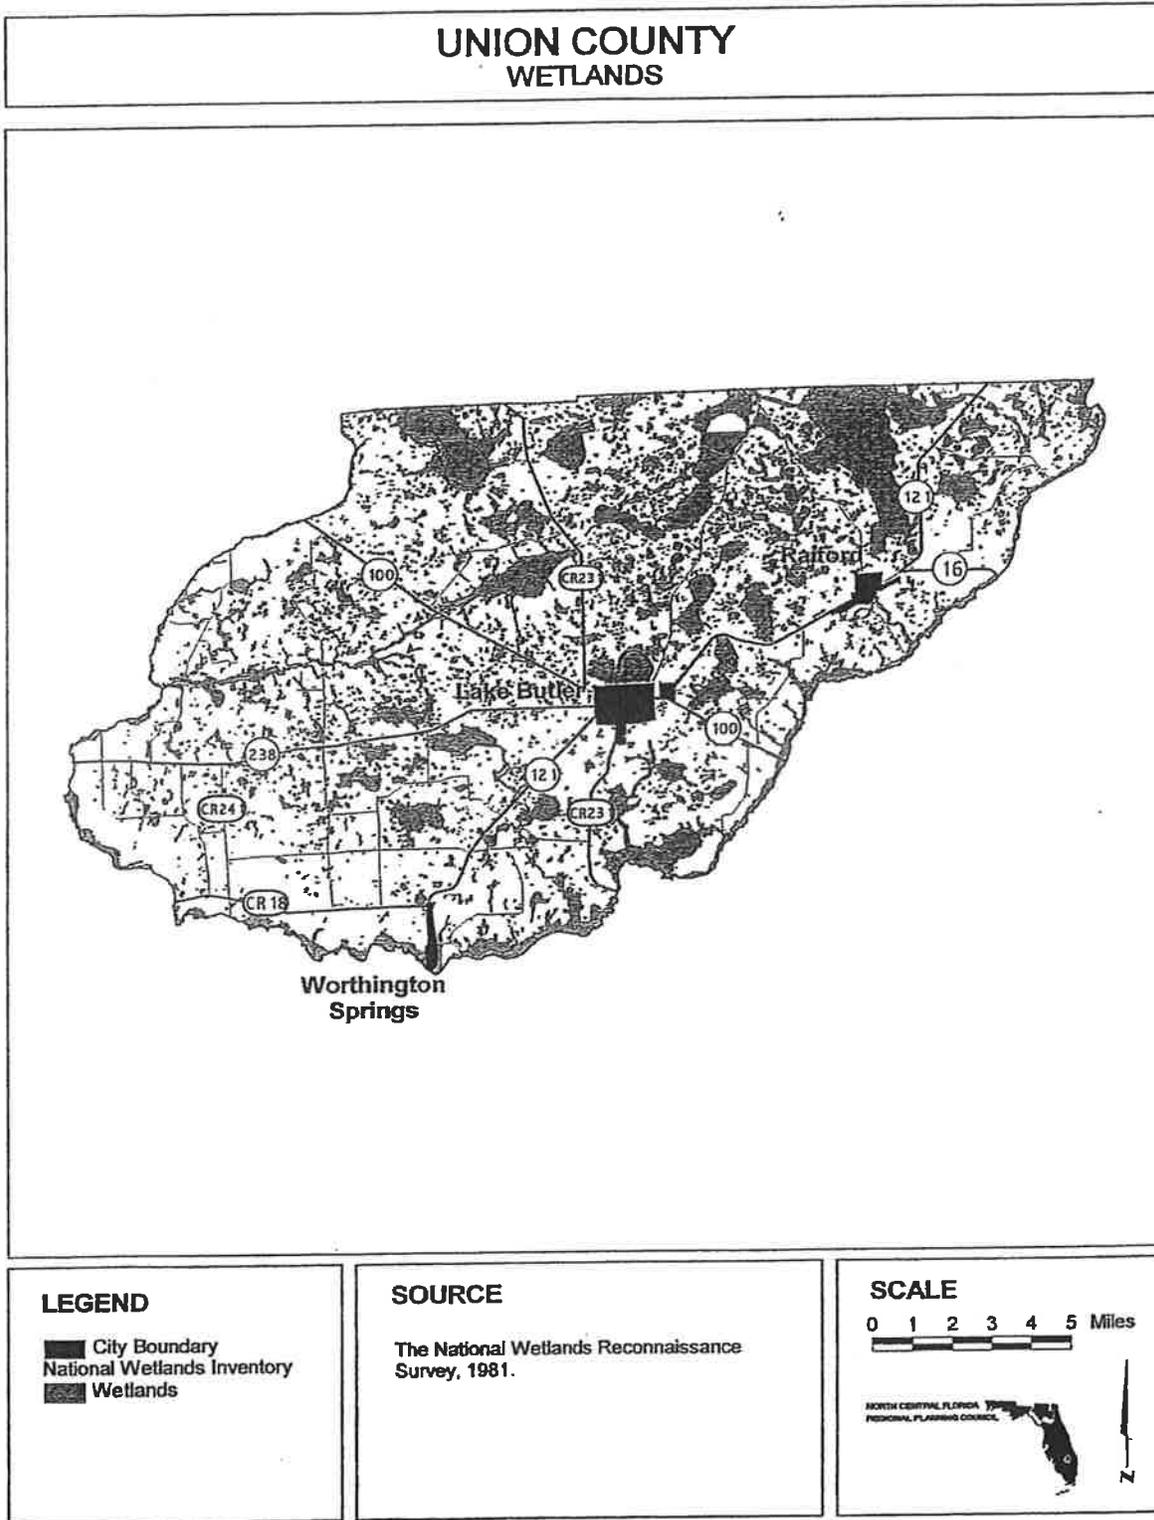 UNION COUNTY
WETLANDS
121
Raiford
16
100
CR23
Lake Butler
100
238
121
CR24
CR23
CR 18
Worthington
Springs
LEGEND
City Boundary
National Wetlands Inventory
Wetlands
SOURCE
The National Wetlands Reconnaissance
Survey, 1981.
SCALE
0 1 2 3 4 5 Miles
NORTH CENTRAL FLORIDA
REGIONAL PLANNING COUNCIL
N